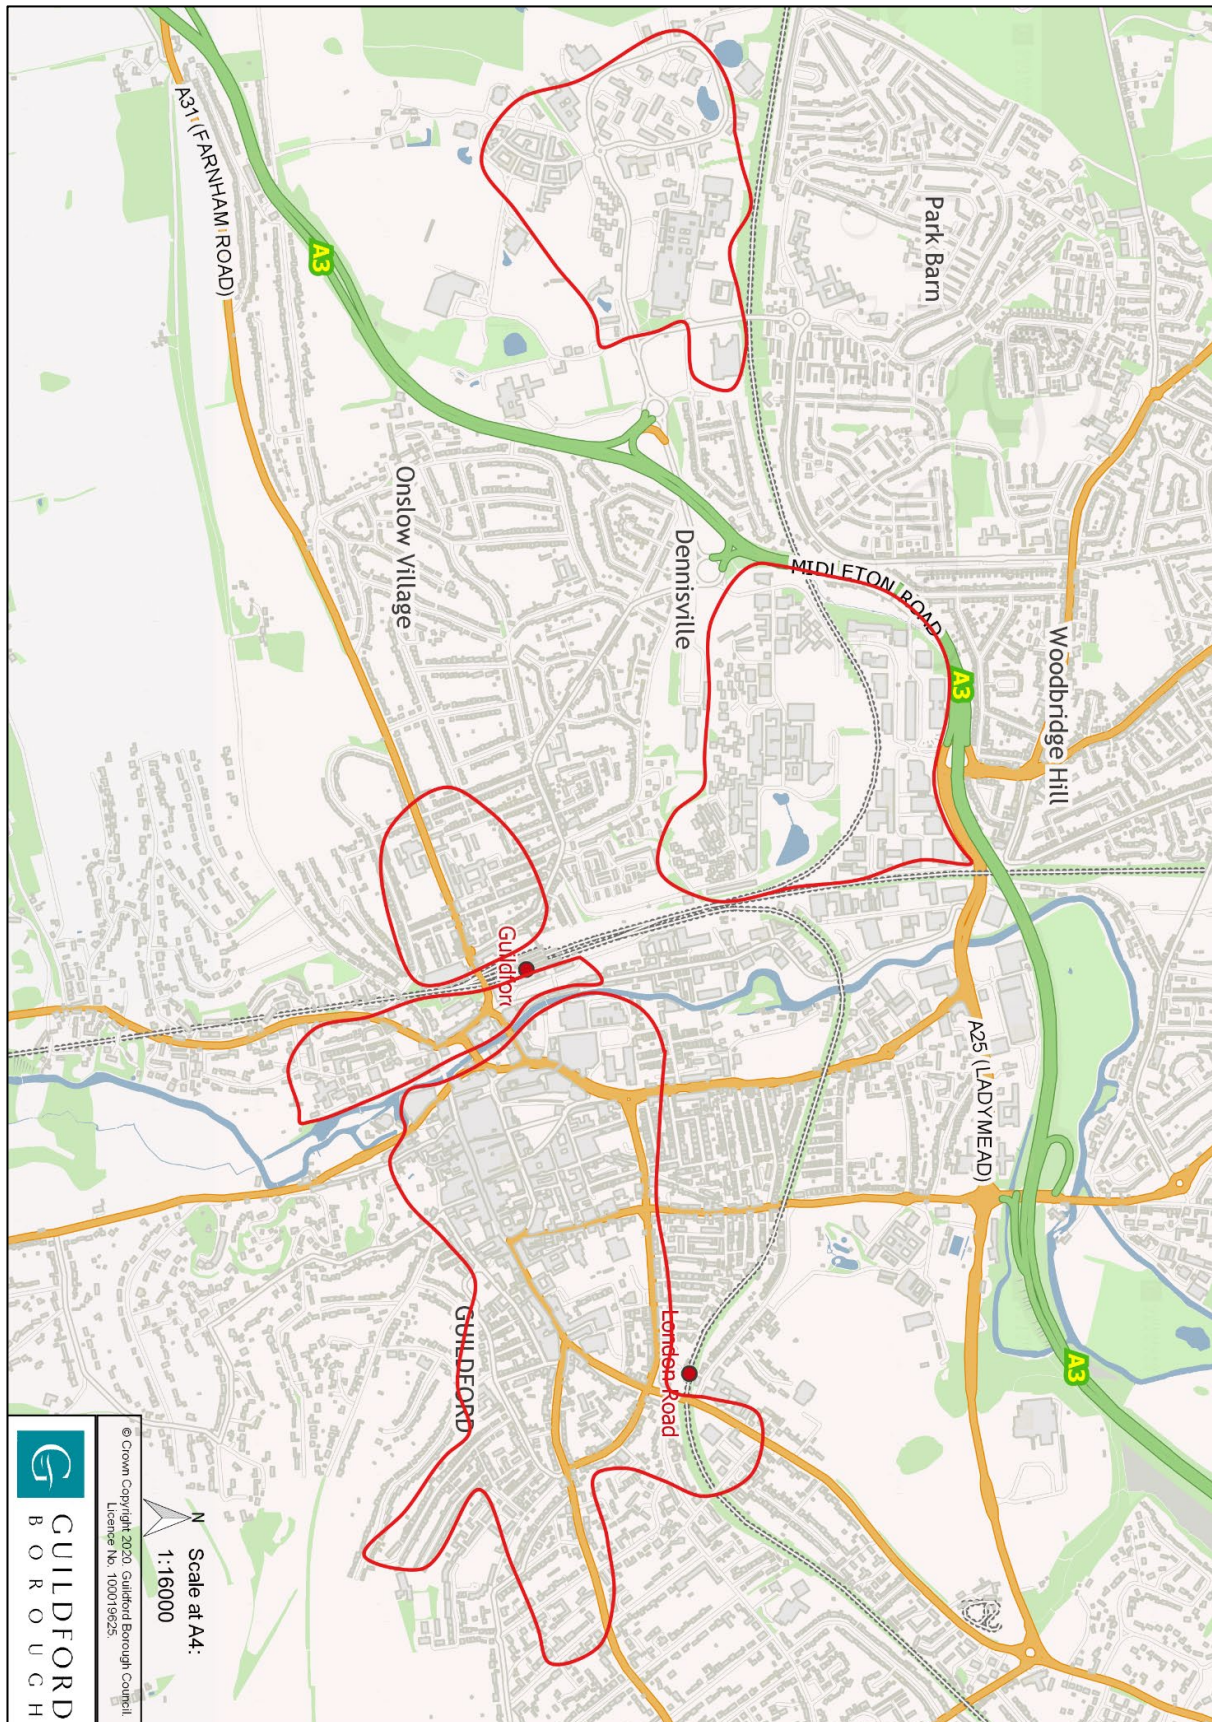 A31 (FARNHAM ROAD)
A3
Park Barn
Onslow Village
Dennisville
MIDLETON ROAD
A3
Woodbridge Hill
Guildford
A25 (LADYMEAD)
London Road
GUILDFORD
A3
N
Scale at A4:
1:16000
© Crown Copyright 2020. Guildford Borough Council.
Licence No. 100019625.
G
GUILDFORD
BOROUGH